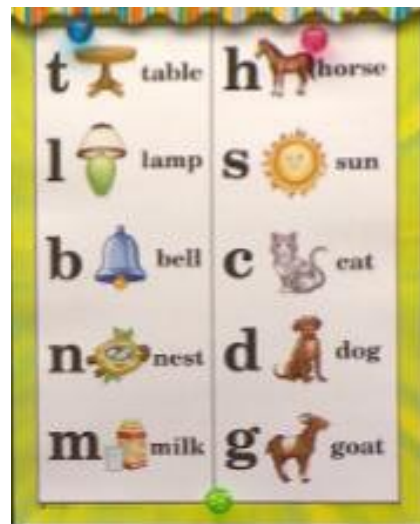 t table
h horse
l lamp
s sun
b bell
c cat
n nest
d dog
m milk
g goat